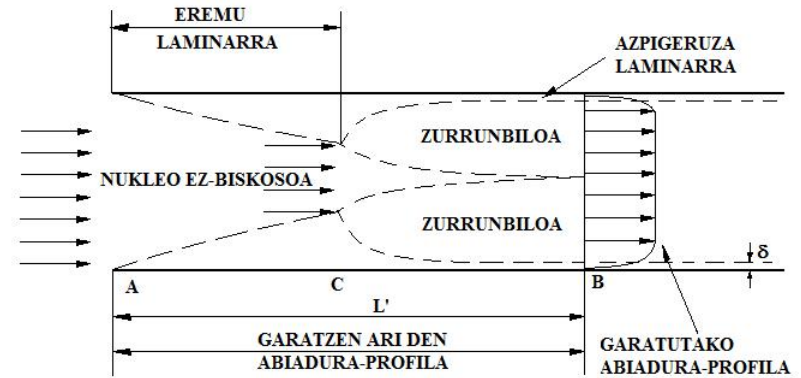 EREMU
LAMINARRA
AZPIGERUZA
LAMINARRA
ZURRUNBILOA
NUKLEO EZ-BISKOSOA
ZURRUNBILOA
δ
A
C
B
L'
GARATZEN ARI DEN
ABIADURA-PROFILA
GARATUTAKO
ABIADURA-PROFILA